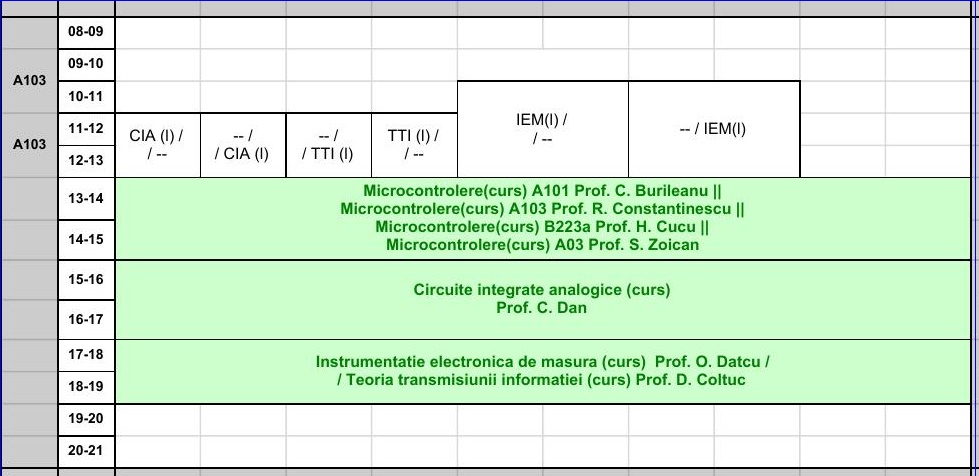 08-09
A103
09-10
10-11
A103
11-12
12-13
CIA (l) /
/ --
-- /
/ CIA (l)
-- /
/ TTI (l)
TTI (l) /
/ --
IEM(l) /
/ --
-- / IEM(l)
13-14
14-15
Microcontrolere(curs) A101 Prof. C. Burileanu ||
Microcontrolere(curs) A103 Prof. R. Constantinescu ||
Microcontrolere(curs) B223a Prof. H. Cucu ||
Microcontrolere(curs) A03 Prof. S. Zoican
15-16
16-17
Circuite integrate analogice (curs)
Prof. C. Dan
17-18
18-19
Instrumentatie electronica de masura (curs) Prof. O. Datcu /
/ Teoria transmisiunii informatiei (curs) Prof. D. Coltuc
19-20
20-21